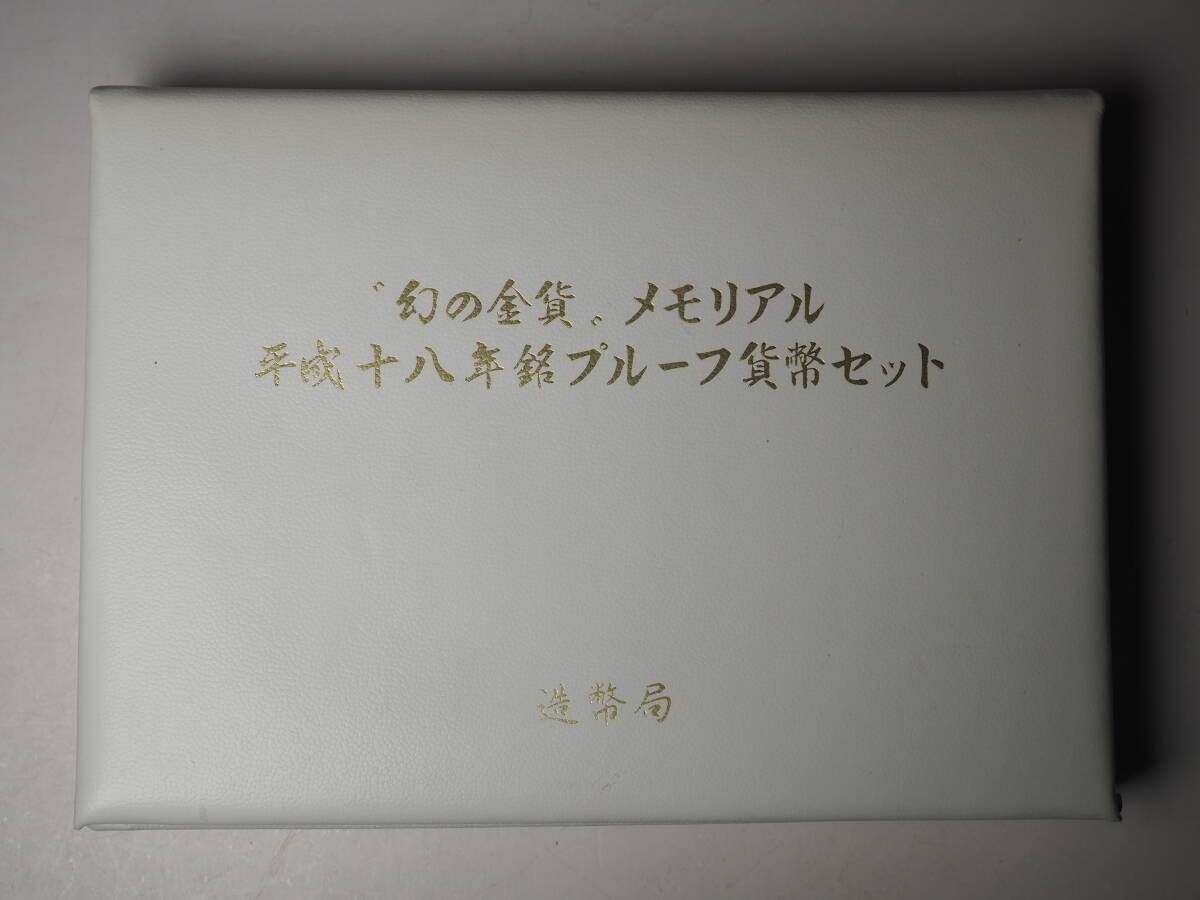 〝幻の金貨〟メモリアル
平成十八年銘プルーフ貨幣セット
造幣局